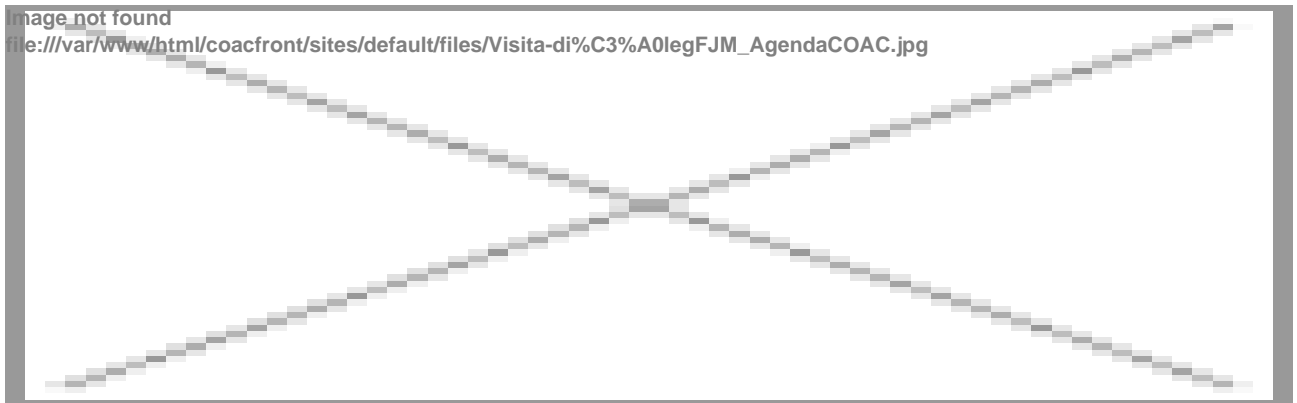 Image not found
file:///var/www/html/coacfront/sites/default/files/Visita-di%C3%A0legFJM_AgendaCOAC.jpg